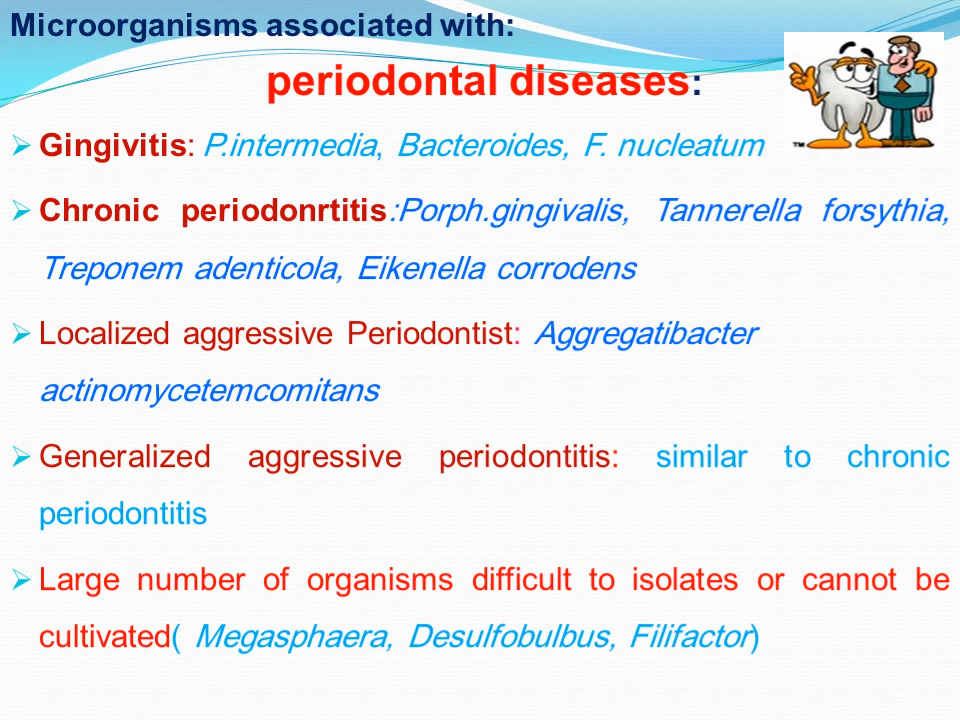 Microorganisms associated with:
periodontal diseases:
➢ Gingivitis: P.intermedia, Bacteroides, F. nucleatum
➢ Chronic periodonrtitis:Porph.gingivalis, Tannerella forsythia,
Treponem adenticola, Eikenella corrodens
➢ Localized aggressive Periodontist: Aggregatibacter
actinomycetemcomitans
➢ Generalized aggressive periodontitis: similar to chronic
periodontitis
➢ Large number of organisms difficult to isolates or cannot be
cultivated( Megasphaera, Desulfobulbus, Filifactor)
TM